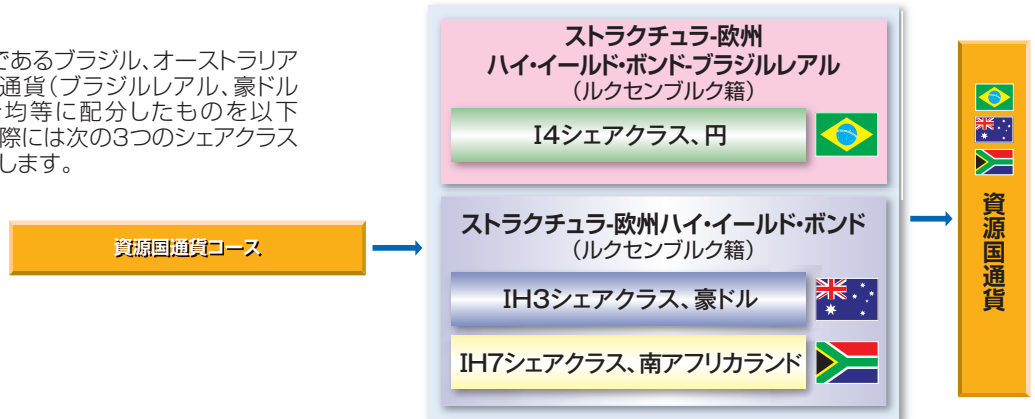 であるブラジル、オーストラリア
通貨(ブラジルレアル、豪ドル
均等に配分したものを以下
際には次の3つのシェアクラス
します。
資源国通貨コース
ストラクチュラ-欧州
ハイ・イールド・ボンド-ブラジルレアル
(ルクセンブルク籍)
I4シェアクラス、円
ストラクチュラ-欧州ハイ・イールド・ボンド
(ルクセンブルク籍)
IH3シェアクラス、豪ドル
IH7シェアクラス、南アフリカランド
資源国通貨